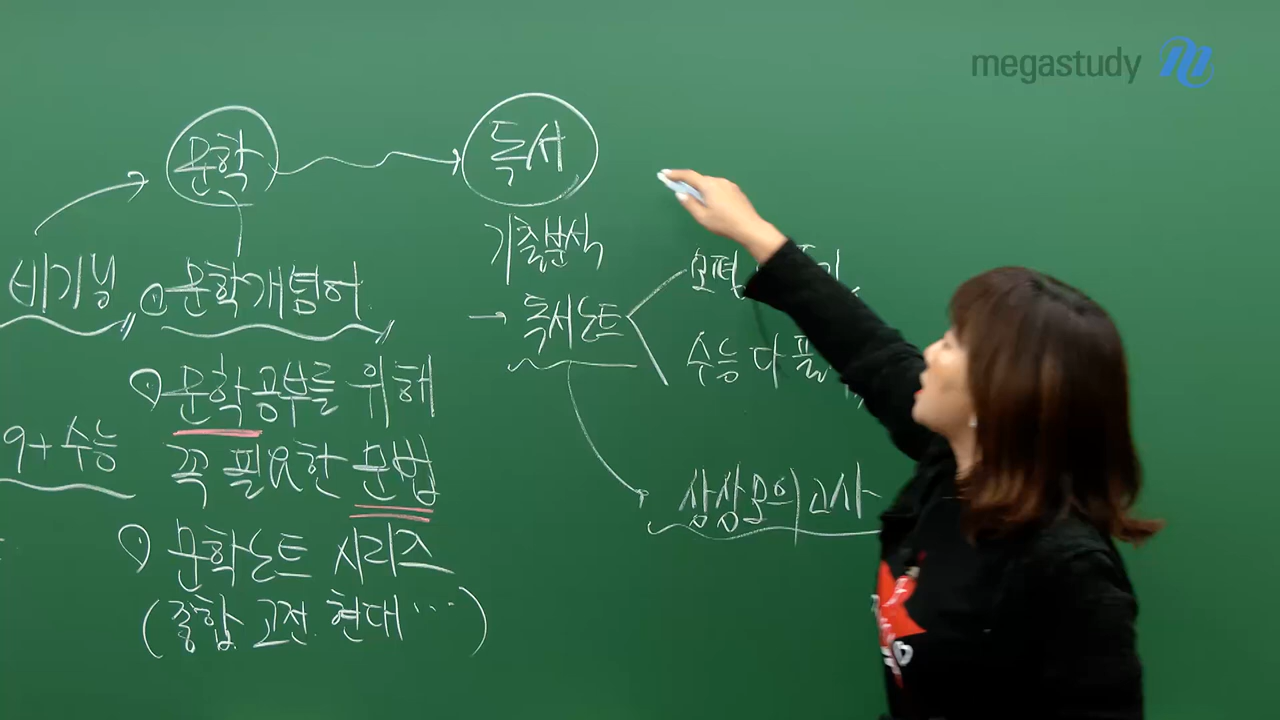 megastudy
문학
독서
비기닝
① 문학개념어
9+ 수능
문학공부를 위해
꼭 필요한 문법
문학노트 시리즈
(종합 고전 현대 ···)
기출분석
→ 독서노트
모평
수능 다
상상모의고사